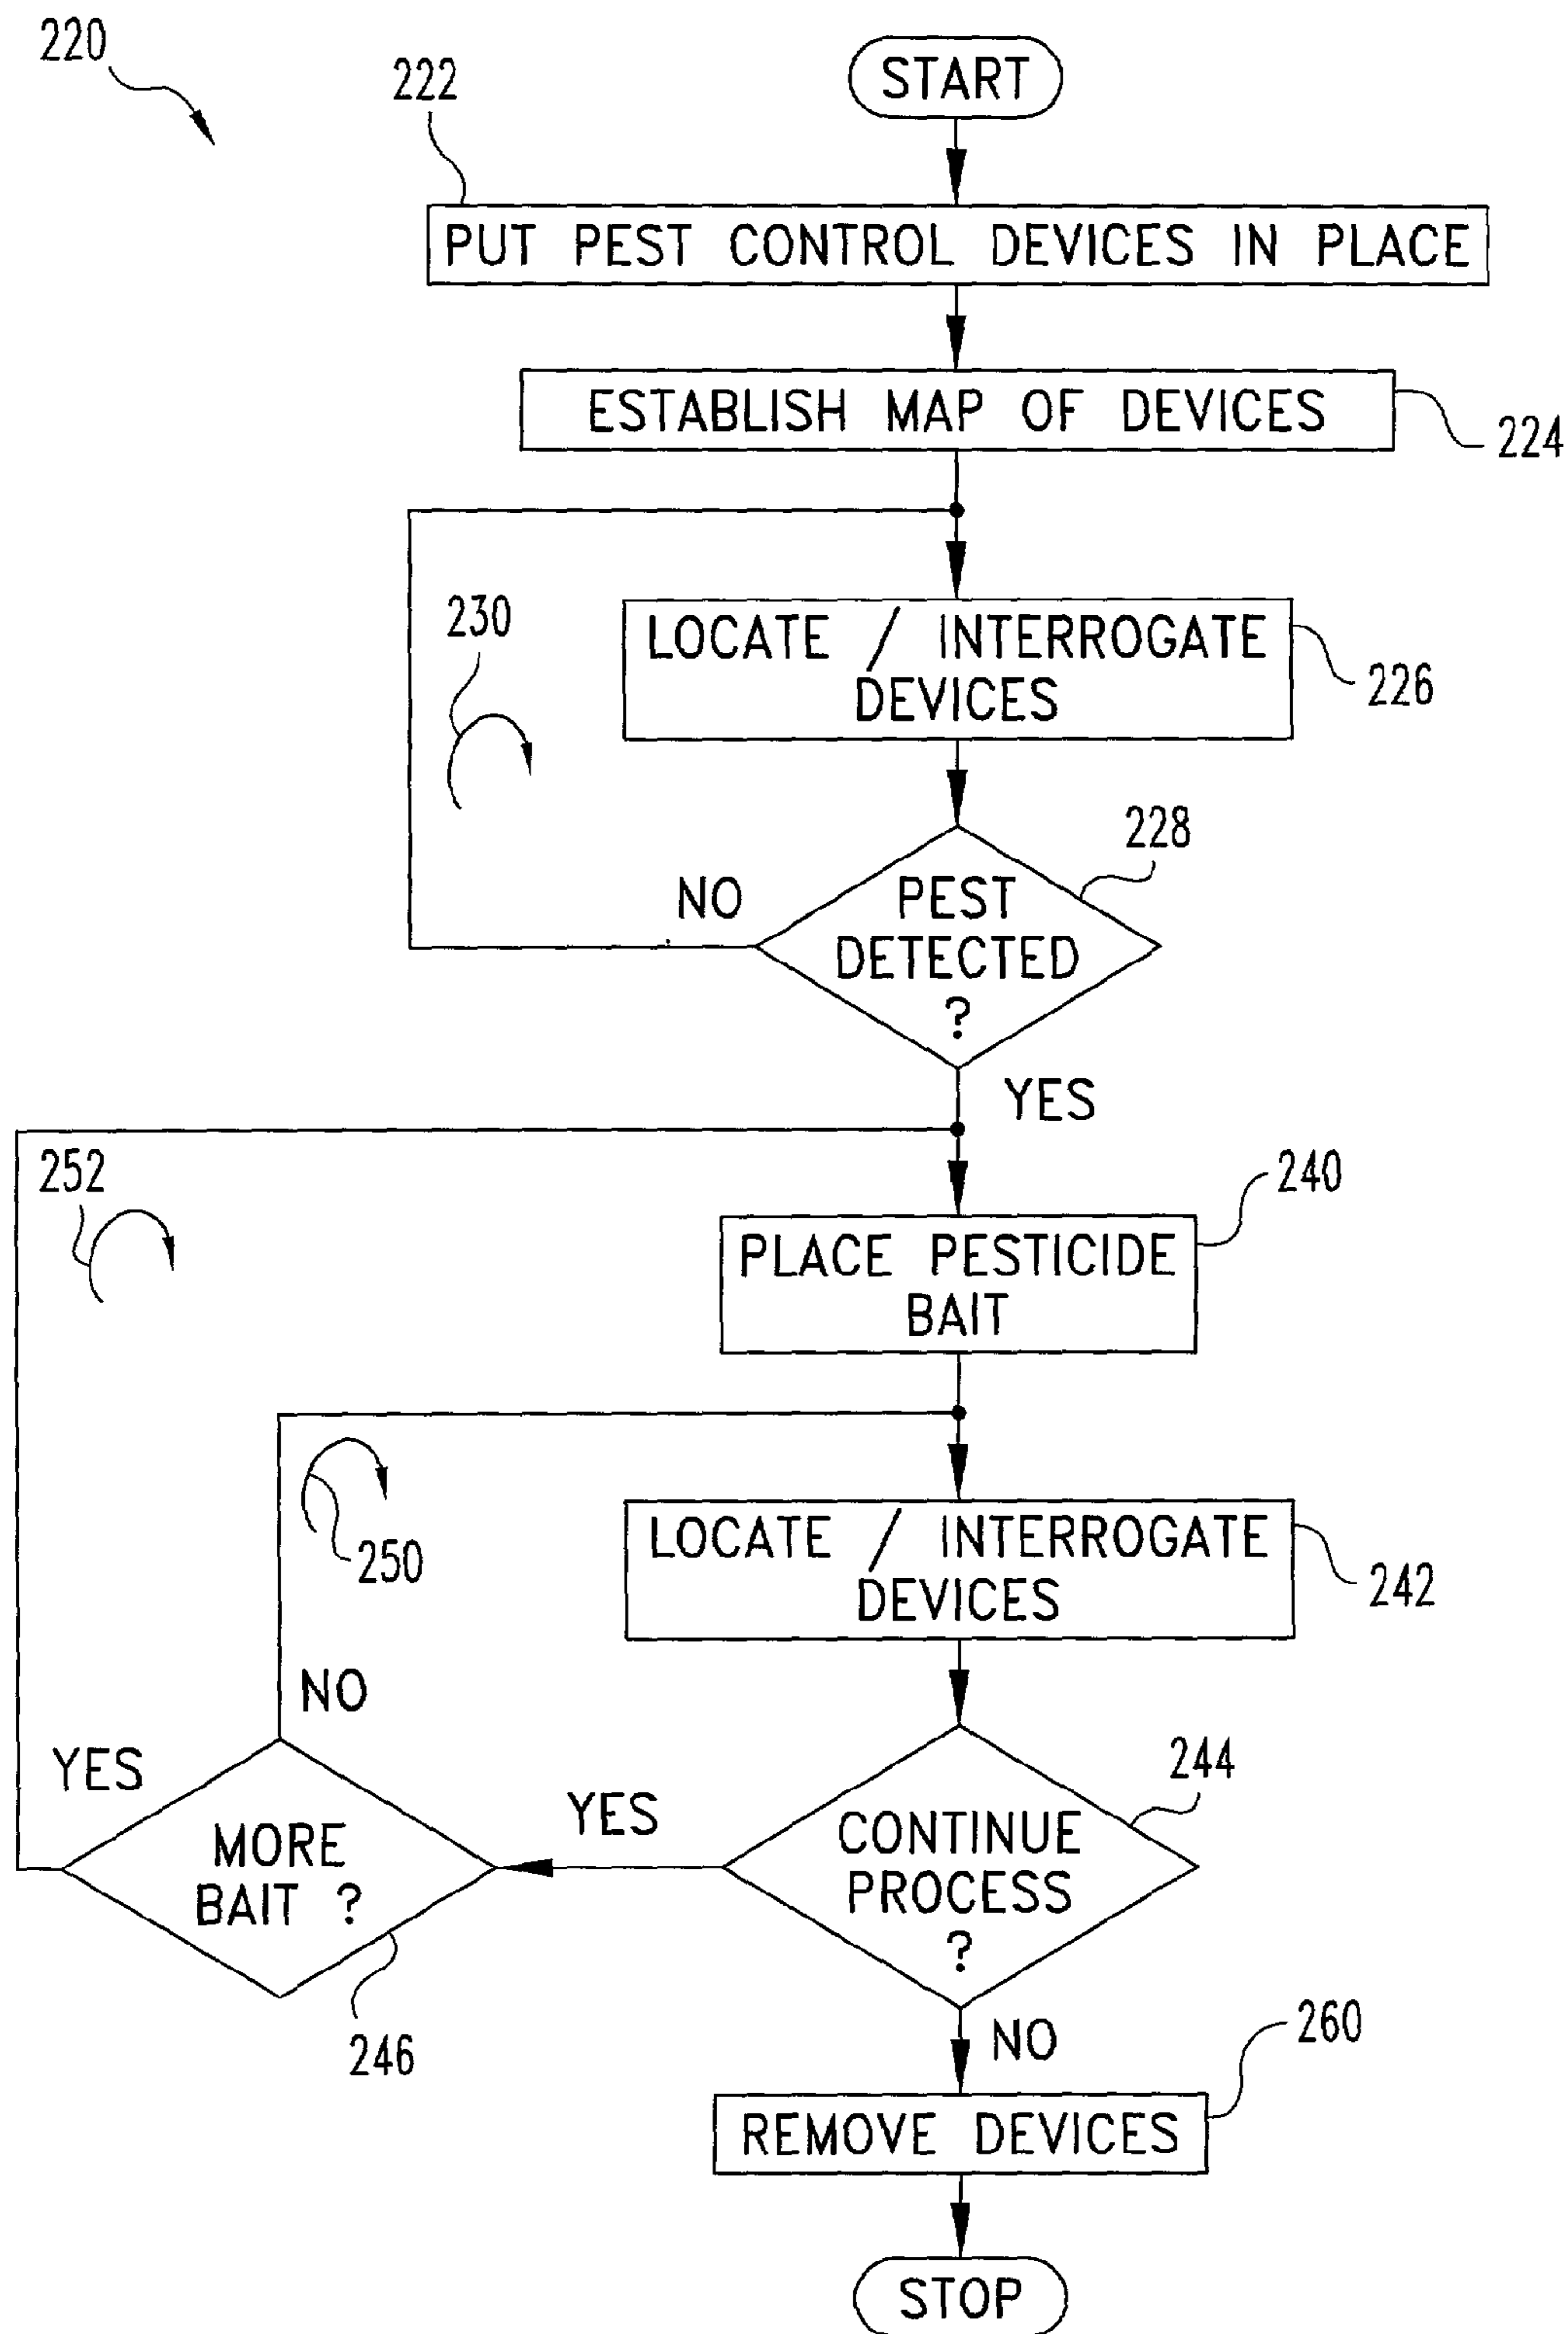 220
START
222
PUT PEST CONTROL DEVICES IN PLACE
ESTABLISH MAP OF DEVICES
224
230
LOCATE / INTERROGATE
DEVICES
226
228
NO
PEST
DETECTED
?
YES
252
240
PLACE PESTICIDE
BAIT
250
LOCATE / INTERROGATE
DEVICES
242
NO
YES
244
MORE
BAIT ?
YES
CONTINUE
PROCESS
?
246
NO
260
REMOVE DEVICES
STOP